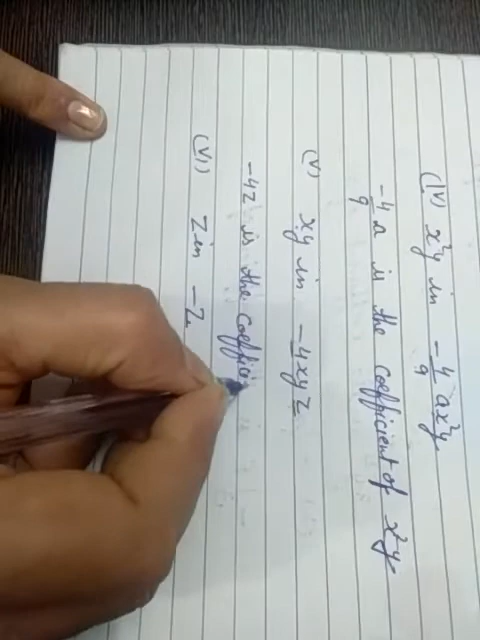 (iv) x²y in -4/9 ax²y
-4/9 a is the coefficient of x²y
(v) xy in -4xyz
-4z is the coeffici
(vi) z in -z